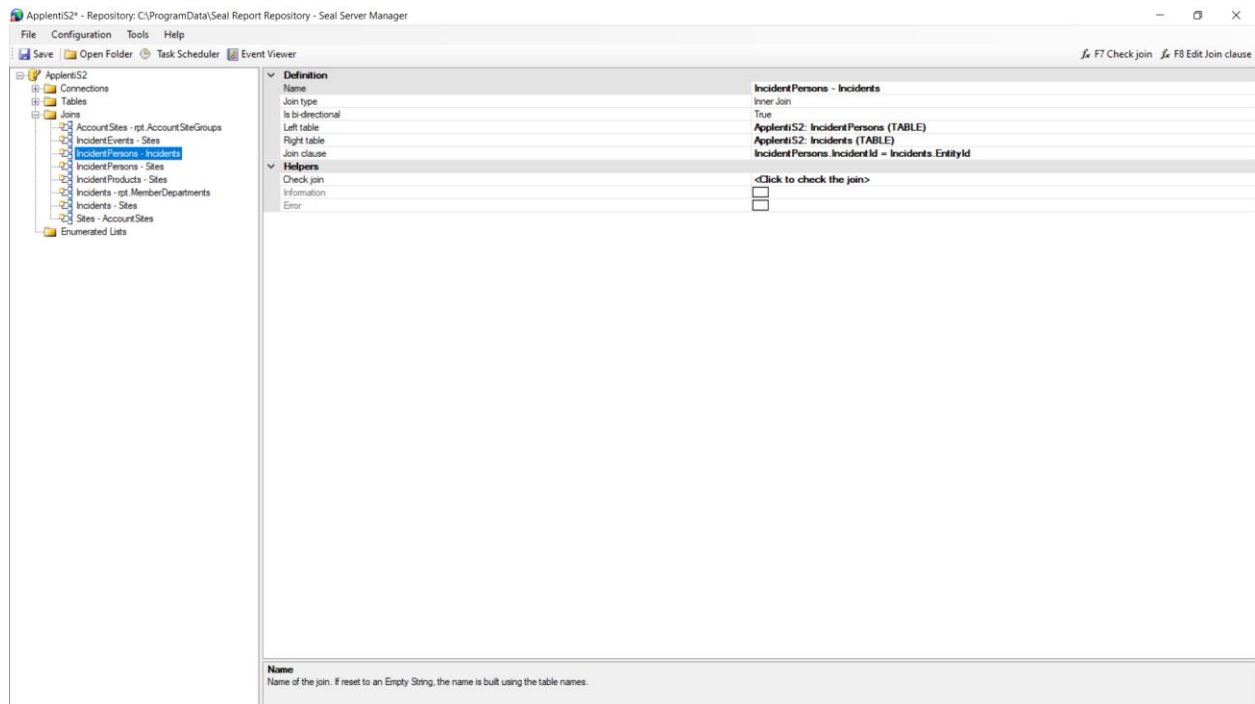 ApplentiS2* - Repository: C:\ProgramData\Seal Report Repository - Seal Server Manager
File Configuration Tools Help
Save Open Folder Task Scheduler Event Viewer fx F7 Check join fx F8 Edit Join clause
ApplentiS2
Connections
Tables
Joins
AccountSites - rpt.AccountSiteGroups
IncidentEvents - Sites
IncidentPersons - Incidents
IncidentPersons - Sites
IncidentProducts - Sites
Incidents - rpt.MemberDepartments
Incidents - Sites
Sites - AccountSites
Enumerated Lists
Definition
Name IncidentPersons - Incidents
Join type Inner Join
Is bi-directional True
Left table ApplentiS2: IncidentPersons (TABLE)
Right table ApplentiS2: Incidents (TABLE)
Join clause IncidentPersons.IncidentId = Incidents.EntityId
Helpers
Check join <Click to check the join>
Information
Error
Name
Name of the join. If reset to an Empty String, the name is built using the table names.